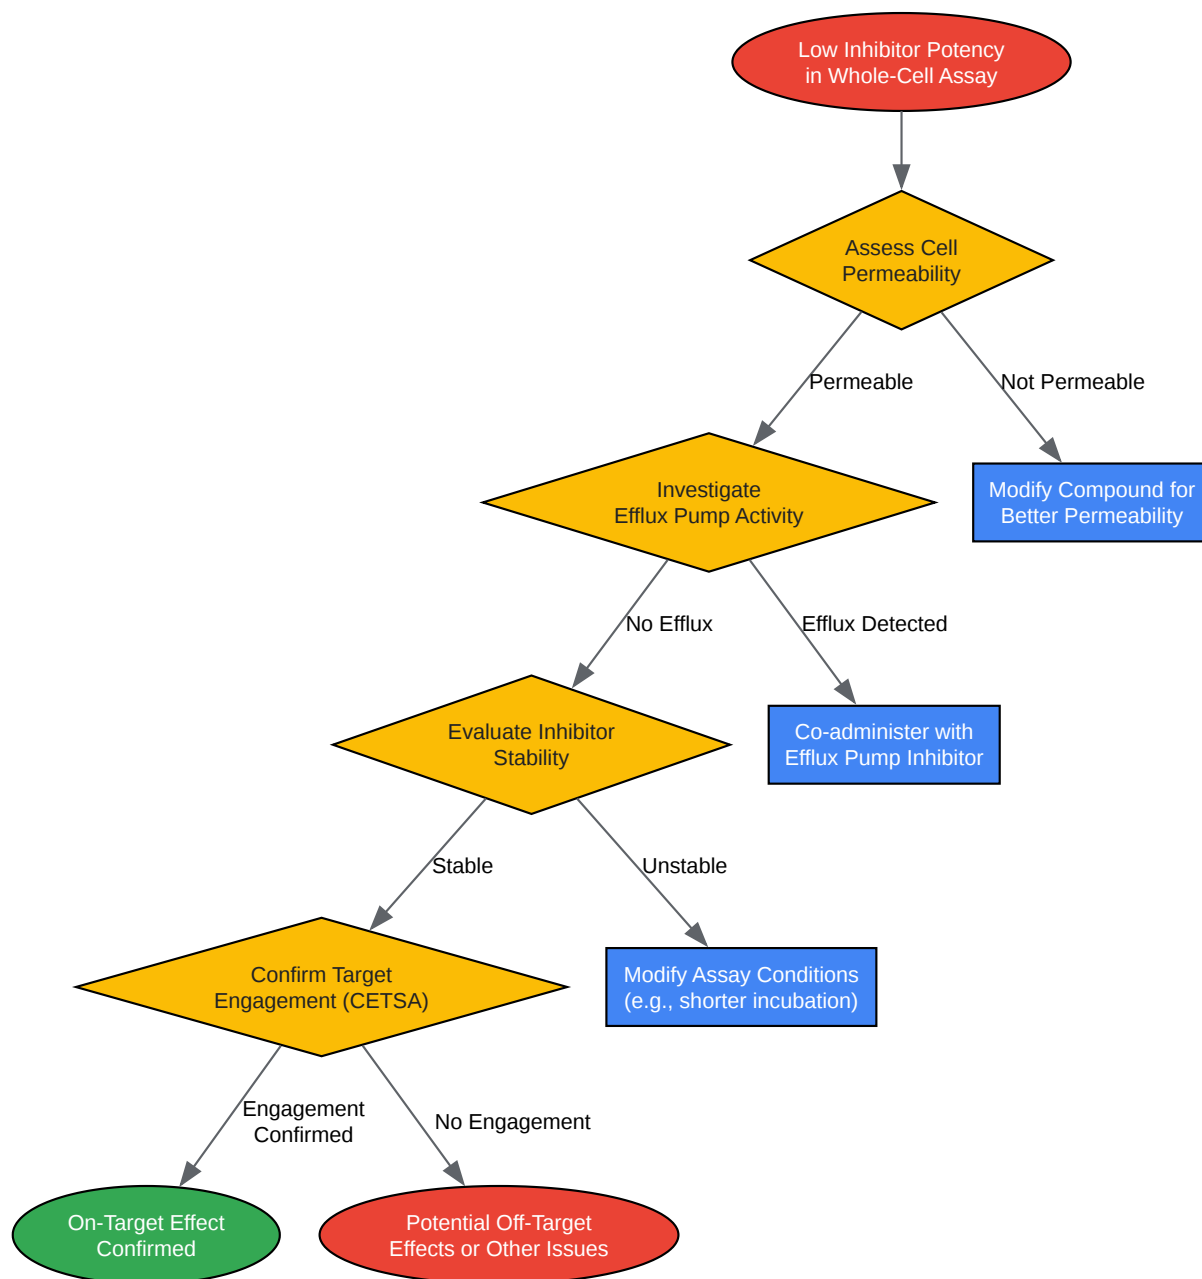 Low Inhibitor Potency
in Whole-Cell Assay
Assess Cell
Permeability
Permeable
Not Permeable
Investigate
Efflux Pump Activity
Modify Compound for
Better Permeability
No Efflux
Efflux Detected
Evaluate Inhibitor
Stability
Co-administer with
Efflux Pump Inhibitor
Stable
Unstable
Confirm Target
Engagement (CETSA)
Modify Assay Conditions
(e.g., shorter incubation)
Engagement
Confirmed
No Engagement
On-Target Effect
Confirmed
Potential Off-Target
Effects or Other Issues